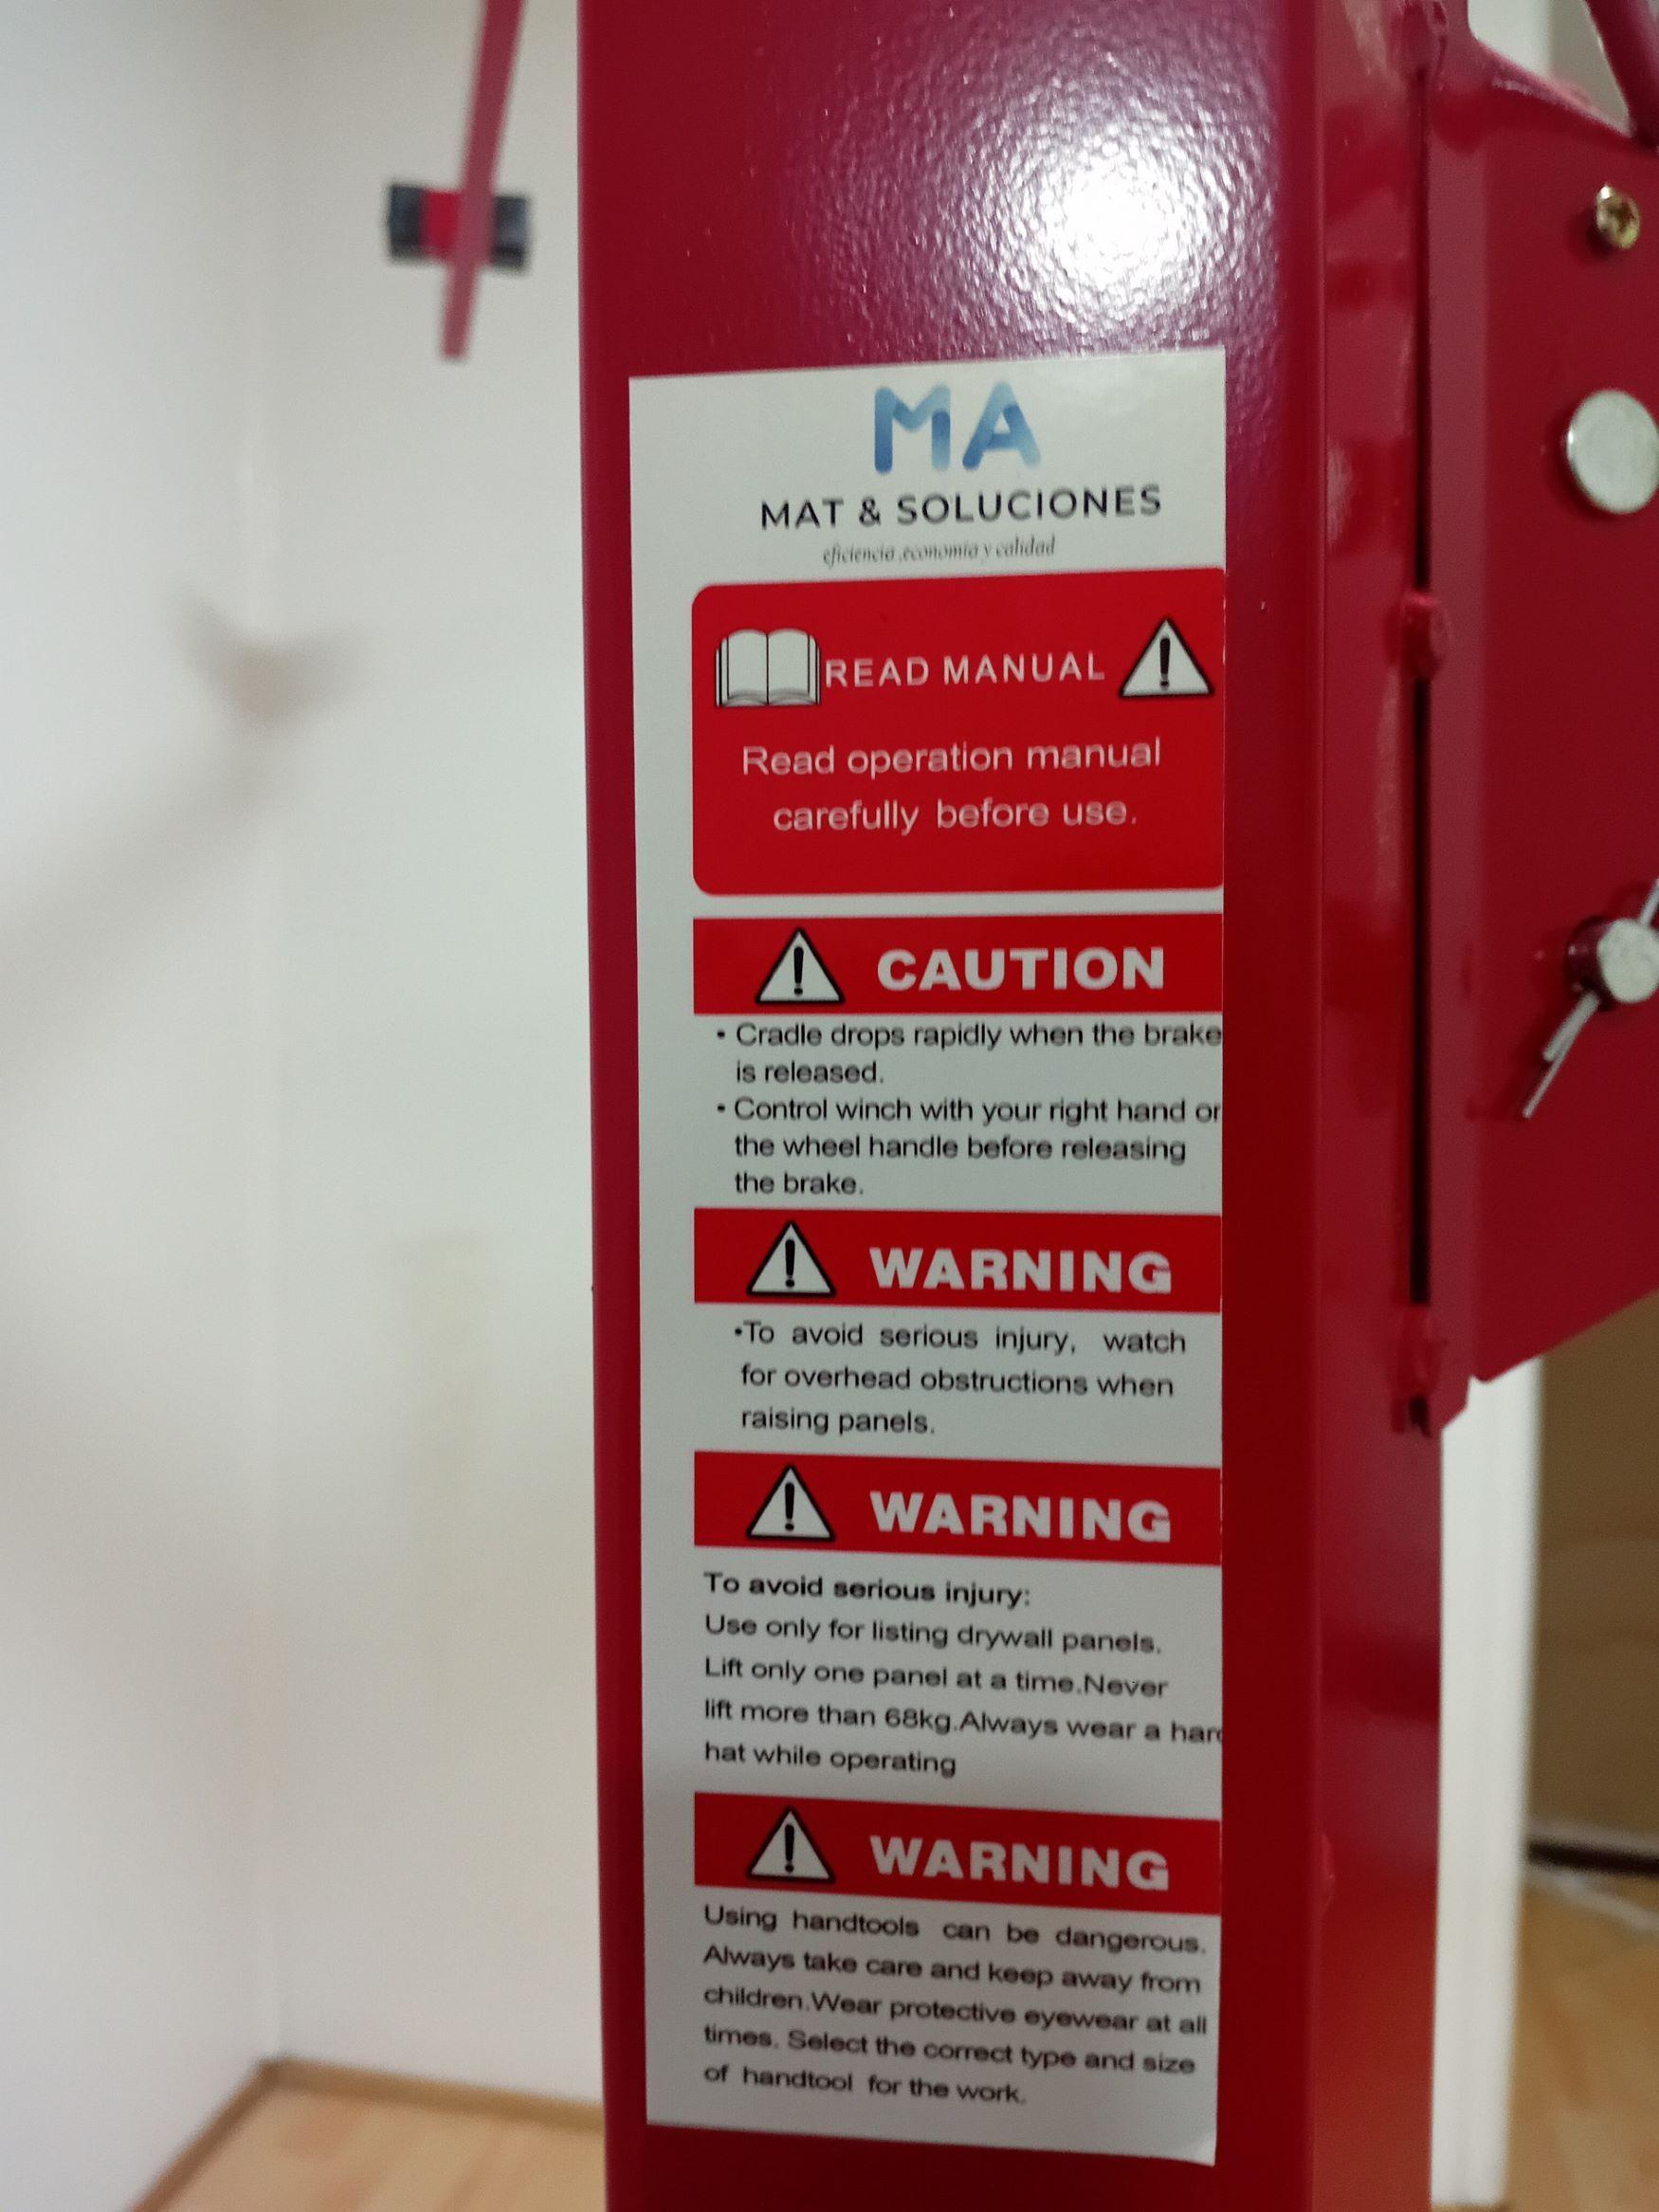 MA
MAT & SOLUCIONES
eficiencia ,economía y calidad
READ MANUAL
Read operation manual
carefully before use.
CAUTION
• Cradle drops rapidly when the brake
is released.
• Control winch with your right hand or
the wheel handle before releasing
the brake.
WARNING
•To avoid serious injury, watch
for overhead obstructions when
raising panels.
WARNING
To avoid serious injury:
Use only for listing drywall panels.
Lift only one panel at a time.Never
lift more than 68kg.Always wear a hard
hat while operating
WARNING
Using handtools can be dangerous.
Always take care and keep away from
children.Wear protective eyewear at all
times. Select the correct type and size
of handtool for the work.